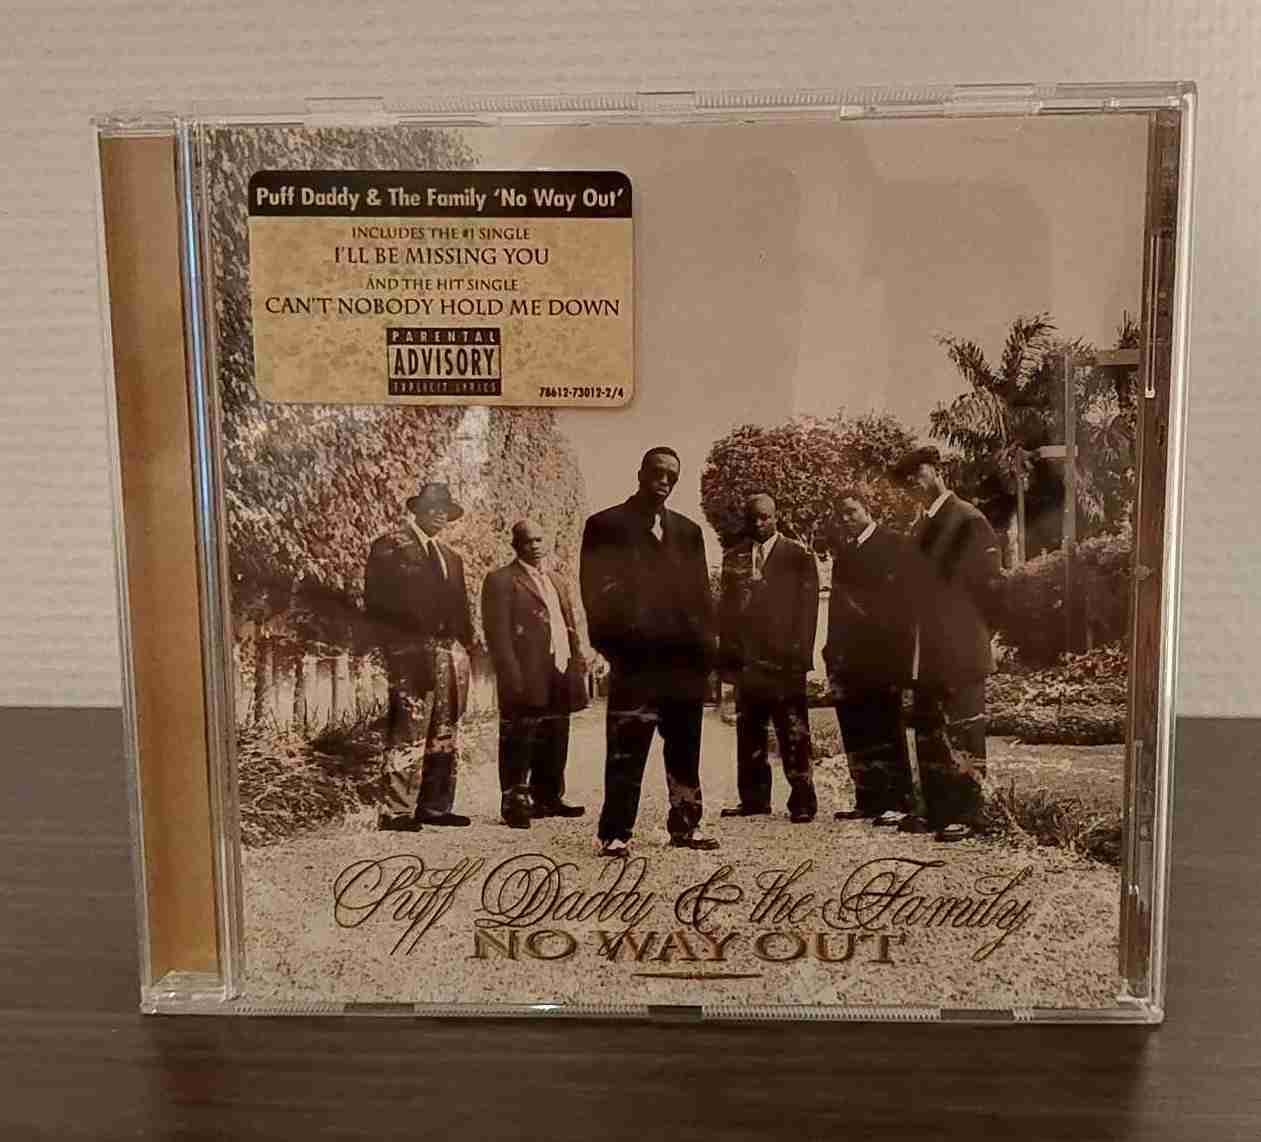 Puff Daddy & The Family 'No Way Out'
INCLUDES THE #1 SINGLE
I'LL BE MISSING YOU
AND THE HIT SINGLE
CAN'T NOBODY HOLD ME DOWN
PARENTAL
ADVISORY
EXPLICIT LYRICS
78612-73012-2/4
Puff Daddy & the Family
NO WAY OUT